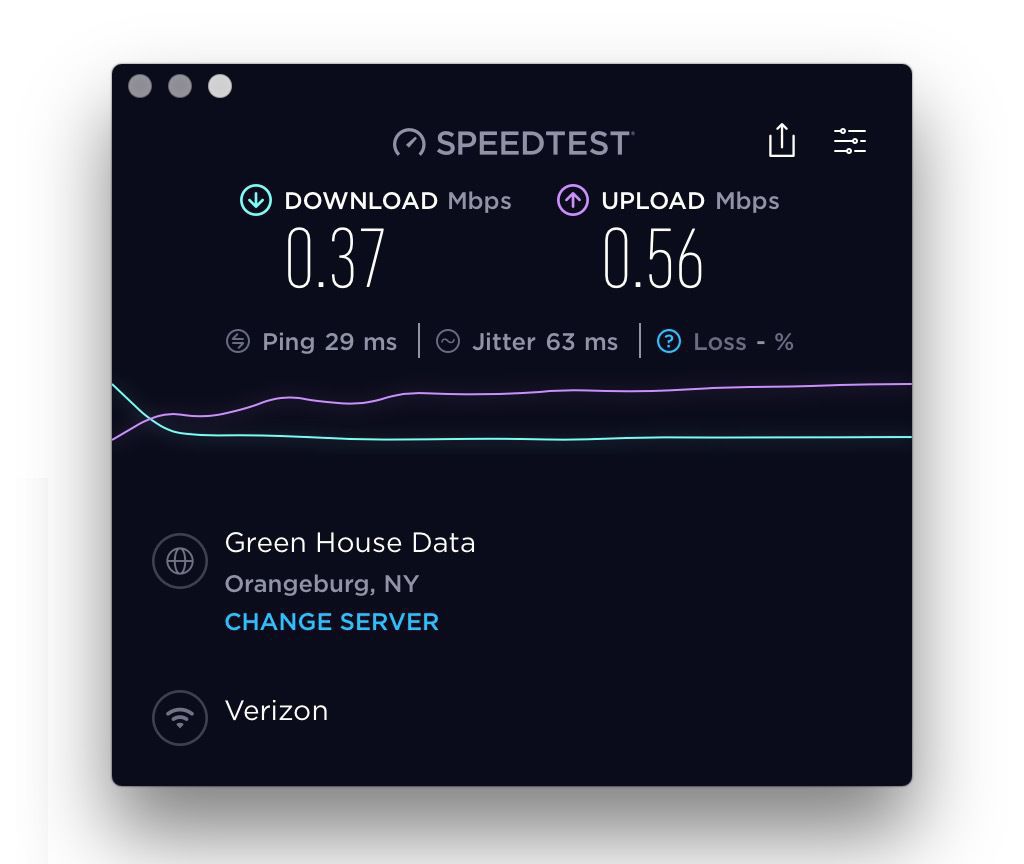 SPEEDTEST
DOWNLOAD Mbps UPLOAD Mbps
0.37 0.56
Ping 29 ms Jitter 63 ms ? Loss - %
Green House Data
Orangeburg, NY
CHANGE SERVER
Verizon